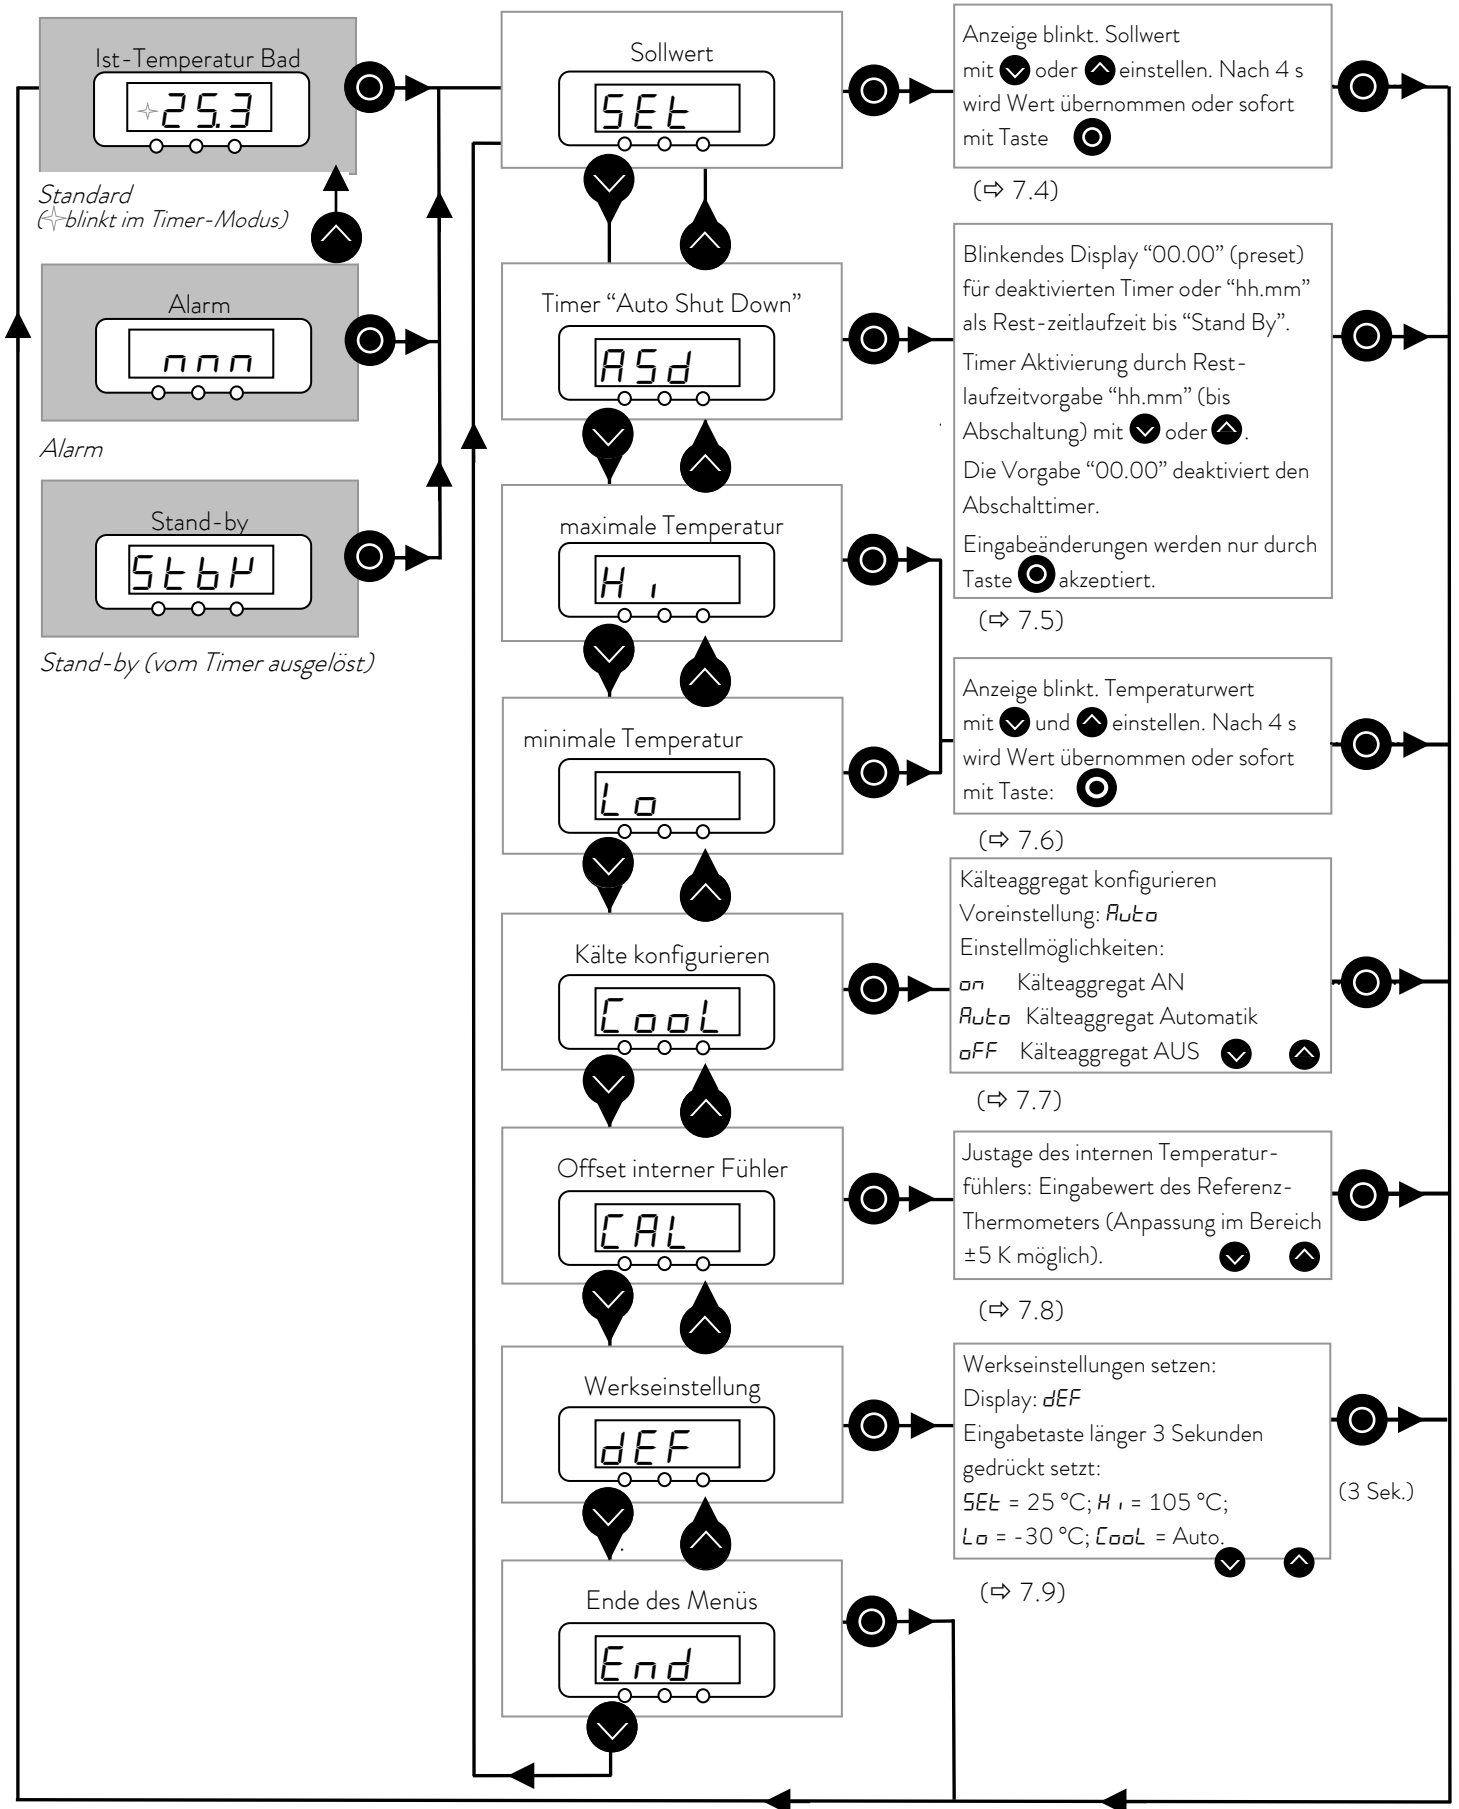 Ist-Temperatur Bad
25.3
Standard
(blinkt im Timer-Modus)
Alarm
nnn
Alarm
Stand-by
StbY
Stand-by (vom Timer ausgelöst)
Sollwert
SEt
Timer “Auto Shut Down”
ASd
maximale Temperatur
Hi
minimale Temperatur
Lo
Kälte konfigurieren
CooL
Offset interner Fühler
CAL
Werkseinstellung
dEF
Ende des Menüs
End
Anzeige blinkt. Sollwert
mit oder einstellen. Nach 4 s
wird Wert übernommen oder sofort
mit Taste
(⇨ 7.4)
Blinkendes Display “00.00” (preset)
für deaktivierten Timer oder “hh.mm”
als Rest-zeitlaufzeit bis “Stand By”.
Timer Aktivierung durch Rest-
laufzeitvorgabe “hh.mm” (bis
Abschaltung) mit oder .
Die Vorgabe “00.00” deaktiviert den
Abschalttimer.
Eingabeänderungen werden nur durch
Taste akzeptiert.
(⇨ 7.5)
Anzeige blinkt. Temperaturwert
mit und einstellen. Nach 4 s
wird Wert übernommen oder sofort
mit Taste:
(⇨ 7.6)
Kälteaggregat konfigurieren
Voreinstellung: Auto
Einstellmöglichkeiten:
on Kälteaggregat AN
Auto Kälteaggregat Automatik
oFF Kälteaggregat AUS
(⇨ 7.7)
Justage des internen Temperatur-
fühlers: Eingabewert des Referenz-
Thermometers (Anpassung im Bereich
±5 K möglich).
(⇨ 7.8)
Werkseinstellungen setzen:
Display: dEF
Eingabetaste länger 3 Sekunden
gedrückt setzt:
SEt = 25 °C; Hi = 105 °C;
Lo = -30 °C; CooL = Auto.
(3 Sek.)
(⇨ 7.9)